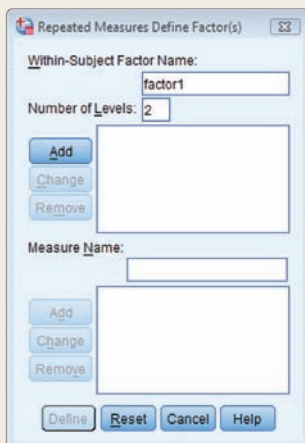 Repeated Measures Define Factor(s)
Within-Subject Factor Name:
factor1
Number of Levels: 2
Add
Change
Remove
Measure Name:
Add
Change
Remove
Define Reset Cancel Help